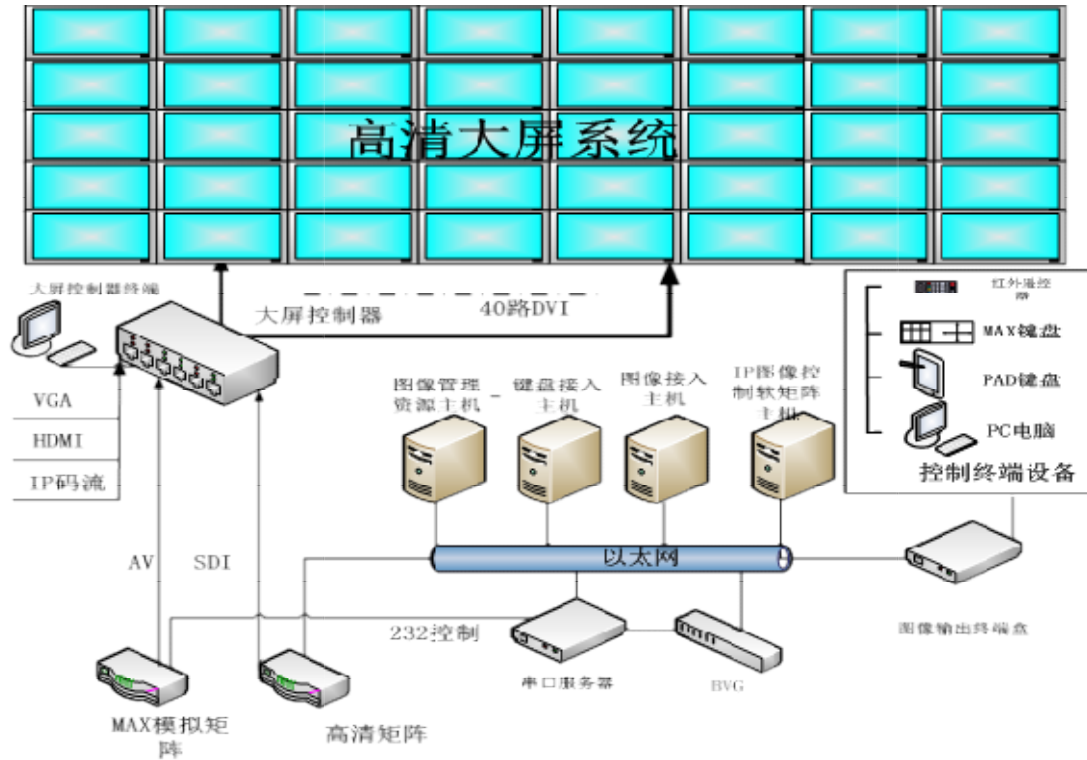 高清大屏系统
大屏控制器终端
大屏控制器
40路DVI
红外遥控
器
MAX键盘
PAD键盘
PC电脑
控制终端设备
VGA
HDMI
IP码流
图像管理
资源主机
键盘接入
主机
图像接入
主机
IP图像控
制软矩阵
主机
AV
SDI
以太网
232控制
串口服务器
BVG
图像输出终端盒
MAX模拟矩
阵
高清矩阵